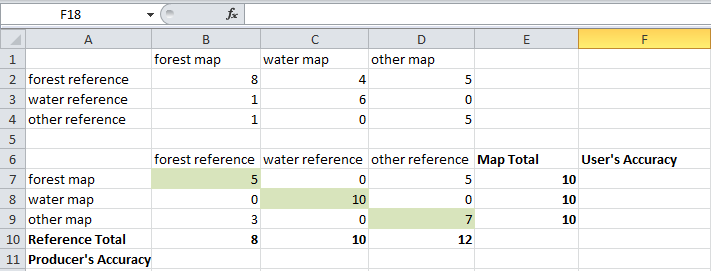 F18 fx
A B C D E F
1 forest map water map other map
2 forest reference 8 4 5
3 water reference 1 6 0
4 other reference 1 0 5
5
6 forest reference water reference other reference Map Total User's Accuracy
7 forest map 5 0 5 10
8 water map 0 10 0 10
9 other map 3 0 7 10
10 Reference Total 8 10 12
11 Producer's Accuracy